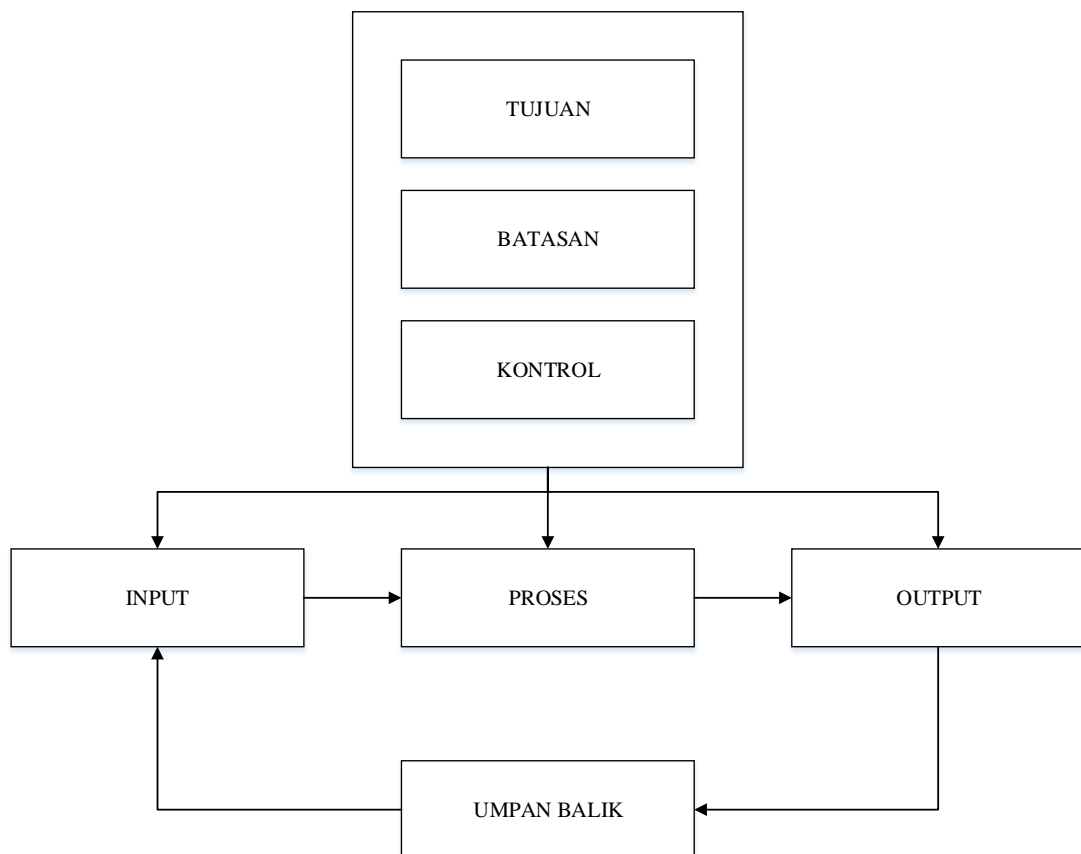 TUJUAN
BATASAN
KONTROL
INPUT
PROSES
OUTPUT
UMPAN BALIK